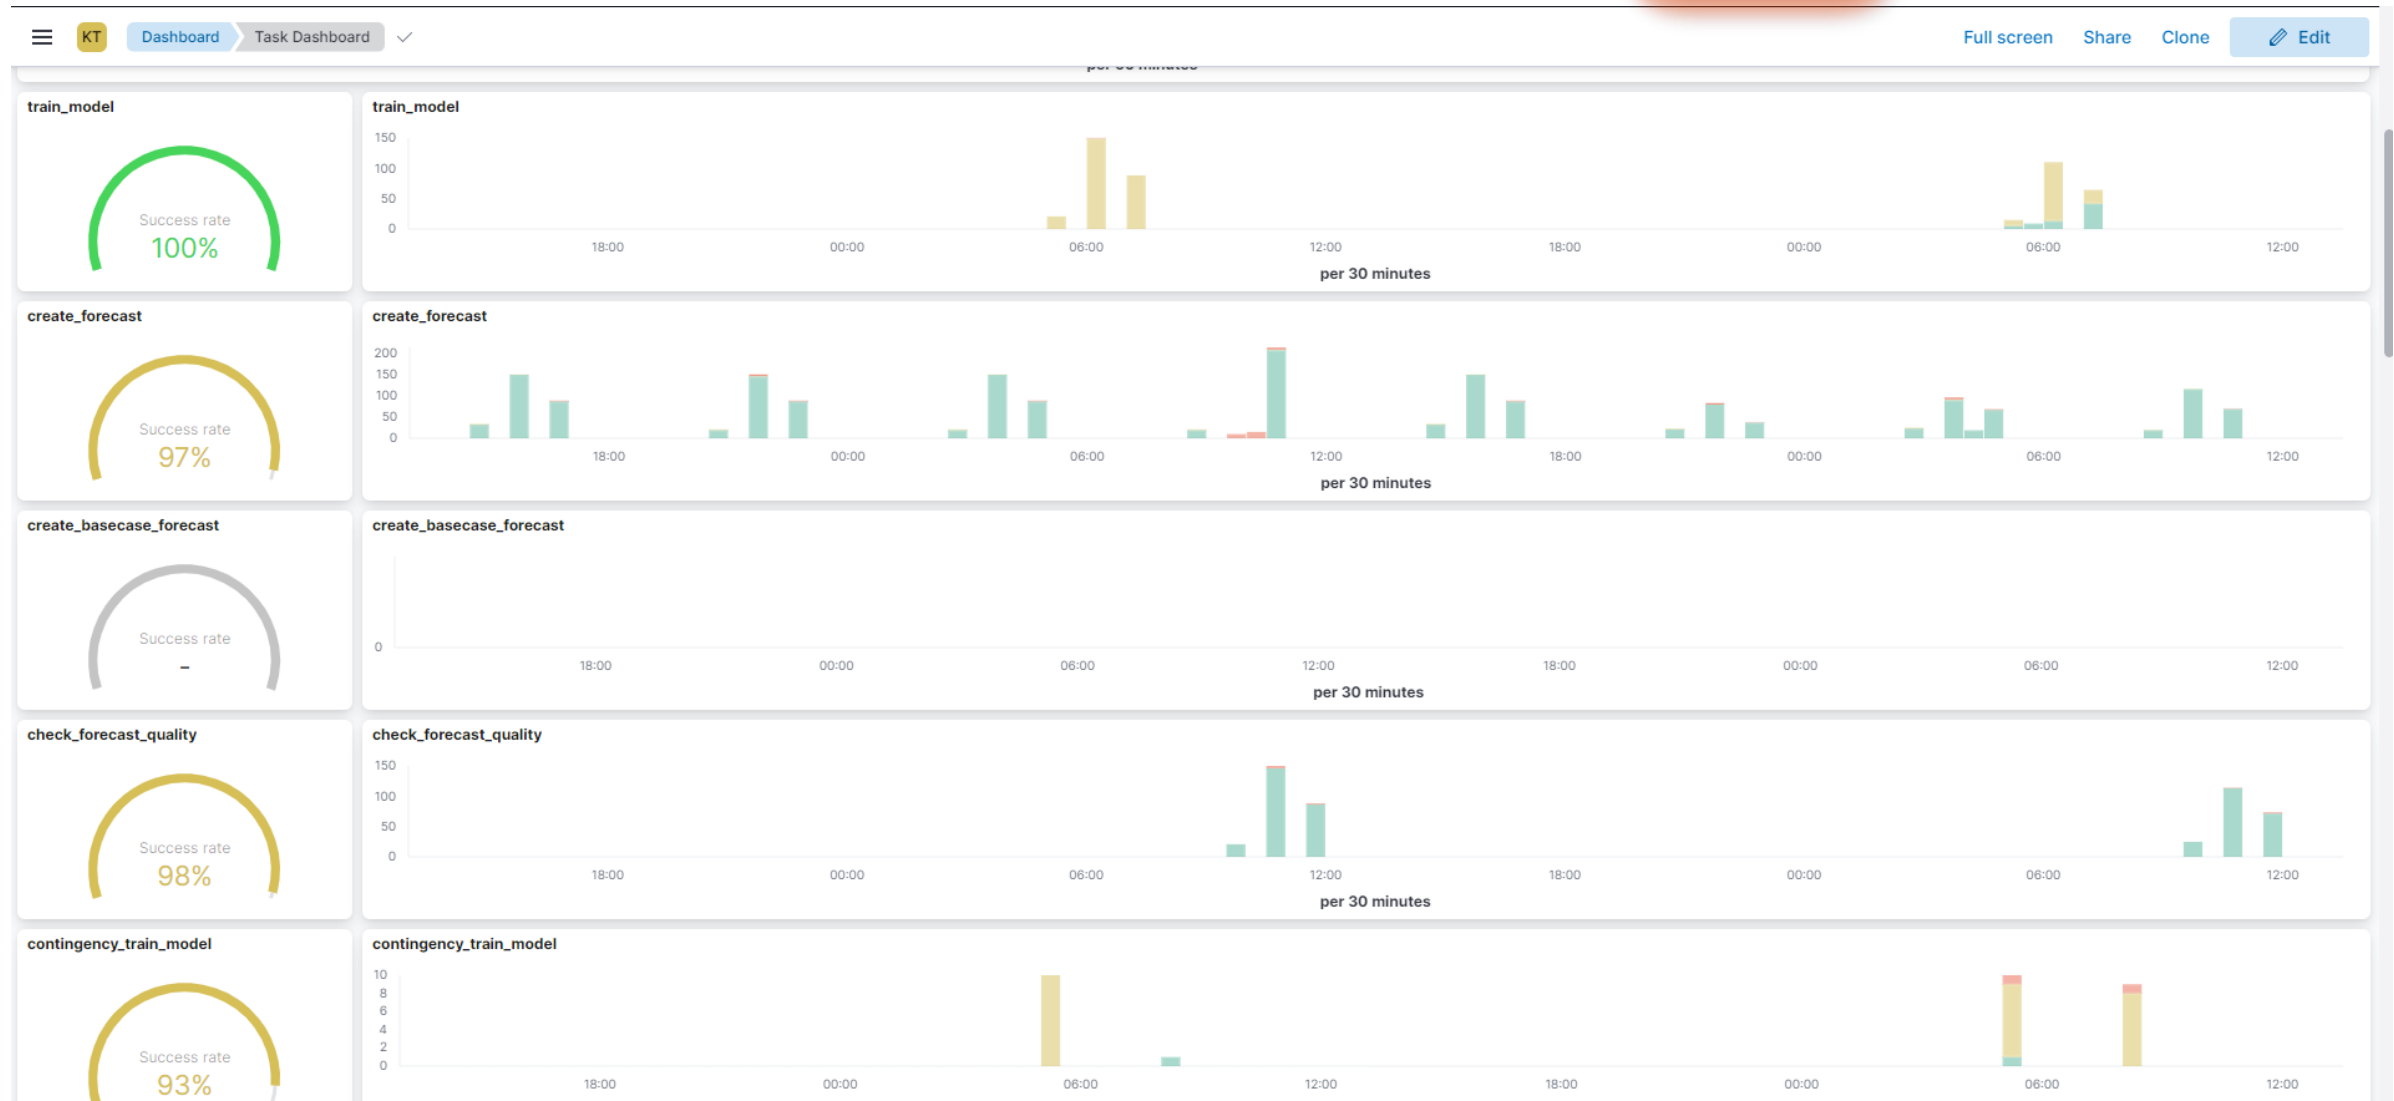 KT Dashboard Task Dashboard Full screen Share Clone Edit
per 30 minutes
train_model
Success rate
100%
train_model
150
100
50
0
18:00 00:00 06:00 12:00 18:00 00:00 06:00 12:00
per 30 minutes
create_forecast
Success rate
97%
create_forecast
200
150
100
50
0
18:00 00:00 06:00 12:00 18:00 00:00 06:00 12:00
per 30 minutes
create_basecase_forecast
Success rate
–
create_basecase_forecast
0
18:00 00:00 06:00 12:00 18:00 00:00 06:00 12:00
per 30 minutes
check_forecast_quality
Success rate
98%
check_forecast_quality
150
100
50
0
18:00 00:00 06:00 12:00 18:00 00:00 06:00 12:00
per 30 minutes
contingency_train_model
Success rate
93%
contingency_train_model
10
8
6
4
2
0
18:00 00:00 06:00 12:00 18:00 00:00 06:00 12:00